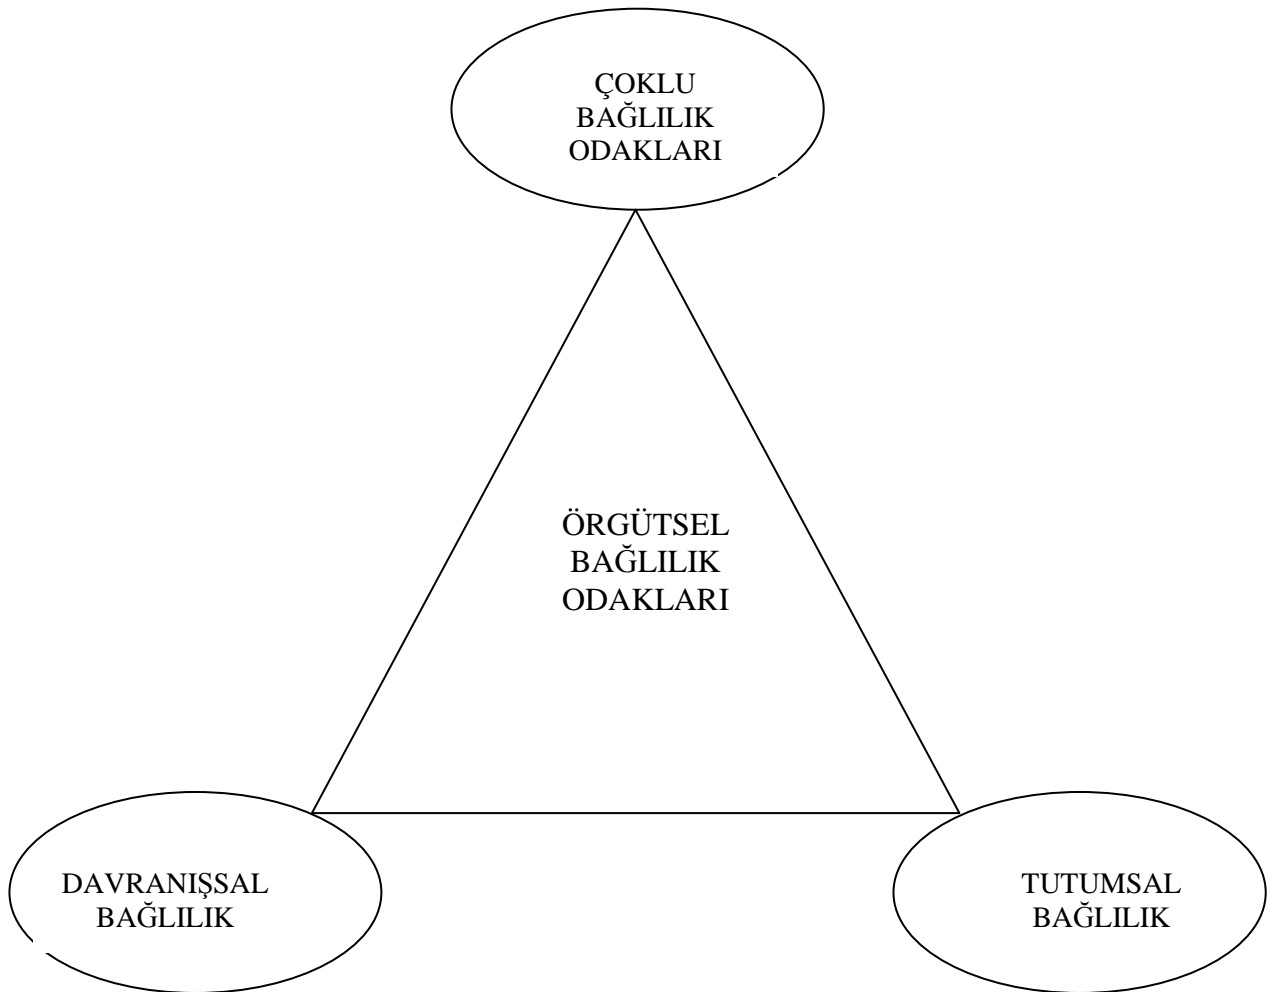 ÇOKLU
BAĞLILIK
ODAKLARI
ÖRGÜTSEL
BAĞLILIK
ODAKLARI
DAVRANIŞSAL
BAĞLILIK
TUTUMSAL
BAĞLILIK